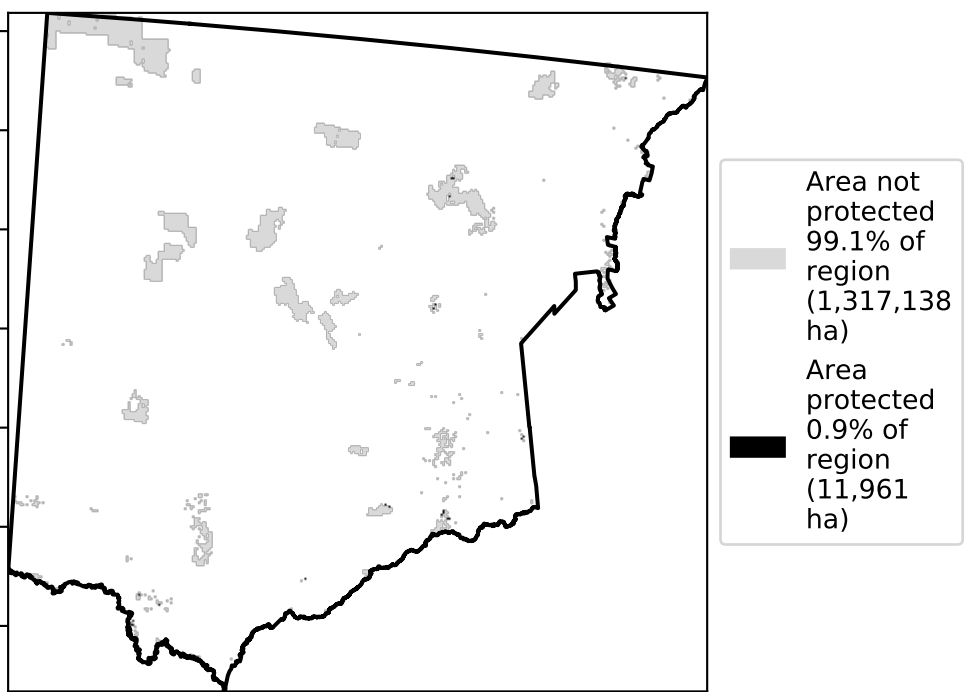 Area not
protected
99.1% of
region
(1,317,138
ha)
Area
protected
0.9% of
region
(11,961
ha)